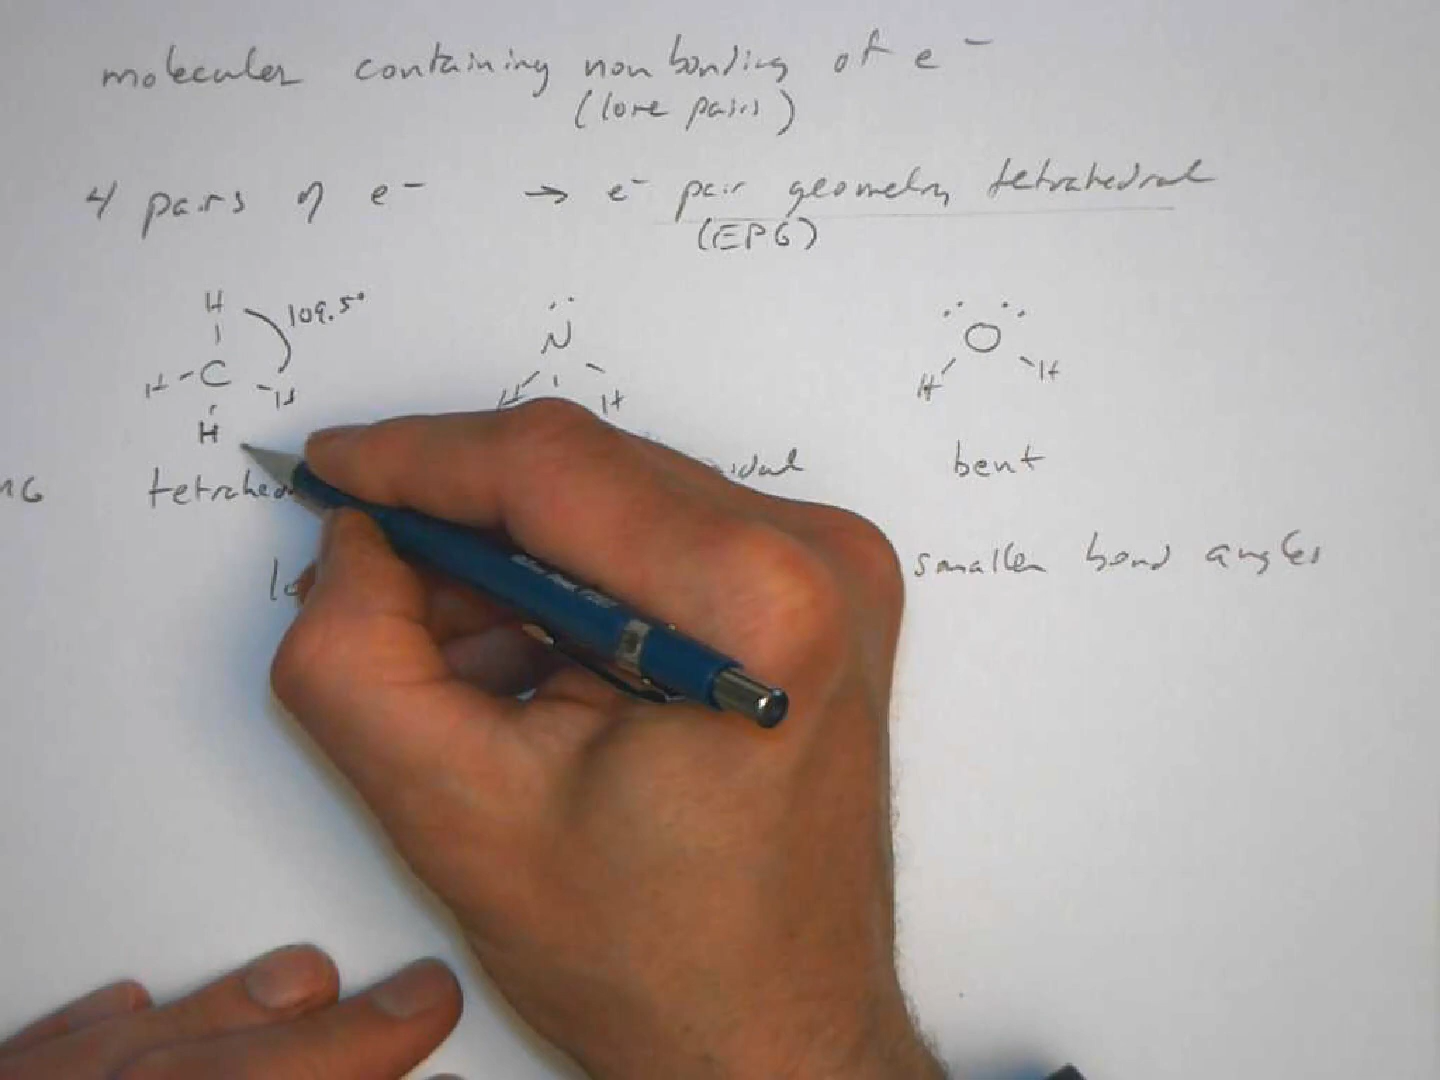 molecules containing nonbonding of e⁻
(lone pairs)
4 pairs of e⁻ → e⁻ pair geometry tetrahedral
(EPG)
H
109.5°
H - C - H
H
N
H H
O
H H
MG tetrahed
bent
smaller bond angles